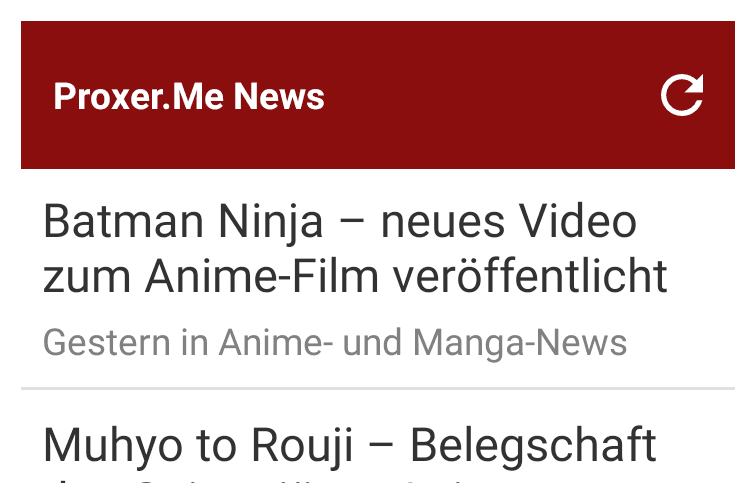 Proxer.Me News
Batman Ninja – neues Video
zum Anime-Film veröffentlicht
Gestern in Anime- und Manga-News
Muhyo to Rouji – Belegschaft